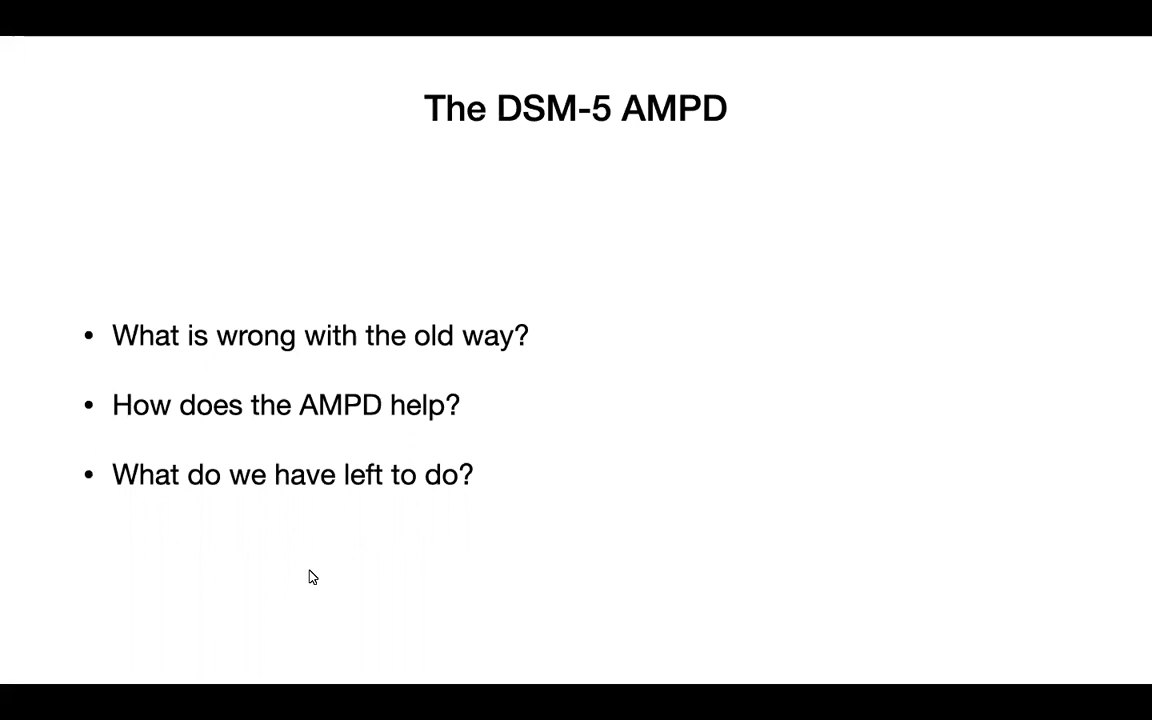 The DSM-5 AMPD
• What is wrong with the old way?
• How does the AMPD help?
• What do we have left to do?